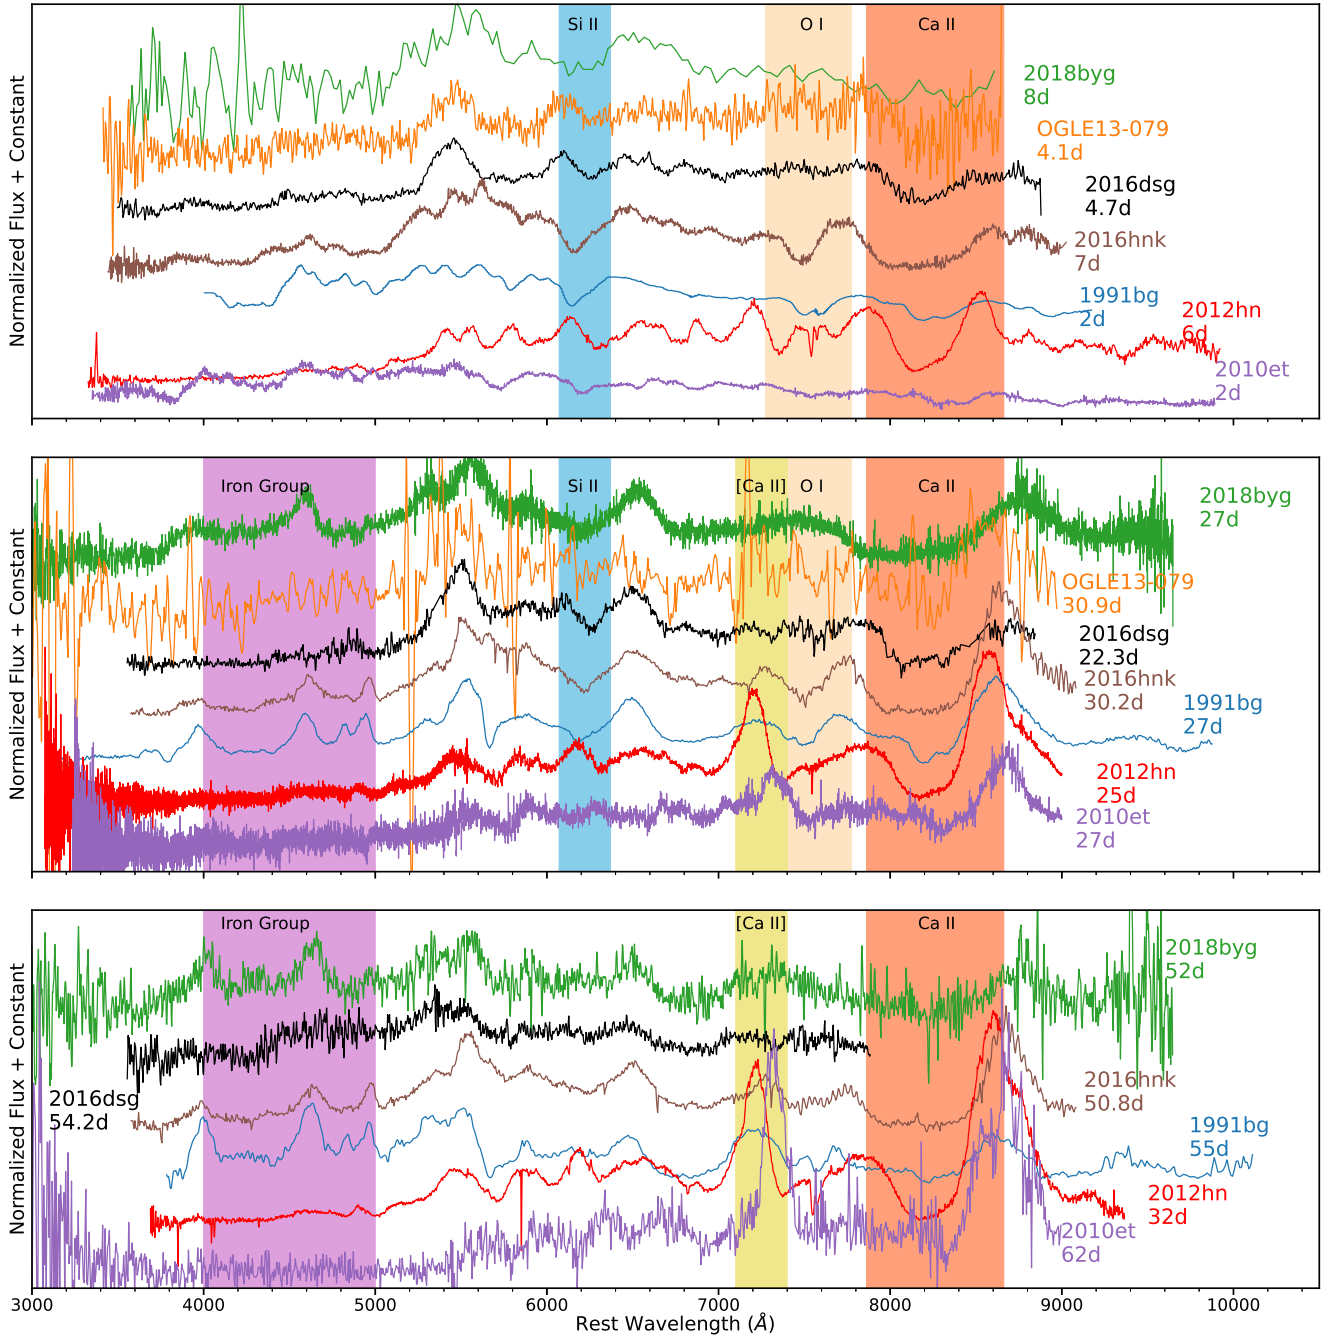 Normalized Flux + Constant
Si II
O I
Ca II
2018byg
8d
OGLE13-079
4.1d
2016dsg
4.7d
2016hnk
7d
1991bg
2d
2012hn
6d
2010et
2d
Normalized Flux + Constant
Iron Group
Si II
[Ca II]
O I
Ca II
2018byg
27d
OGLE13-079
30.9d
2016dsg
22.3d
2016hnk
30.2d
1991bg
27d
2012hn
25d
2010et
27d
Normalized Flux + Constant
Iron Group
[Ca II]
Ca II
2018byg
52d
2016dsg
54.2d
2016hnk
50.8d
1991bg
55d
2012hn
32d
2010et
62d
3000 4000 5000 6000 7000 8000 9000 10000
Rest Wavelength (Å)